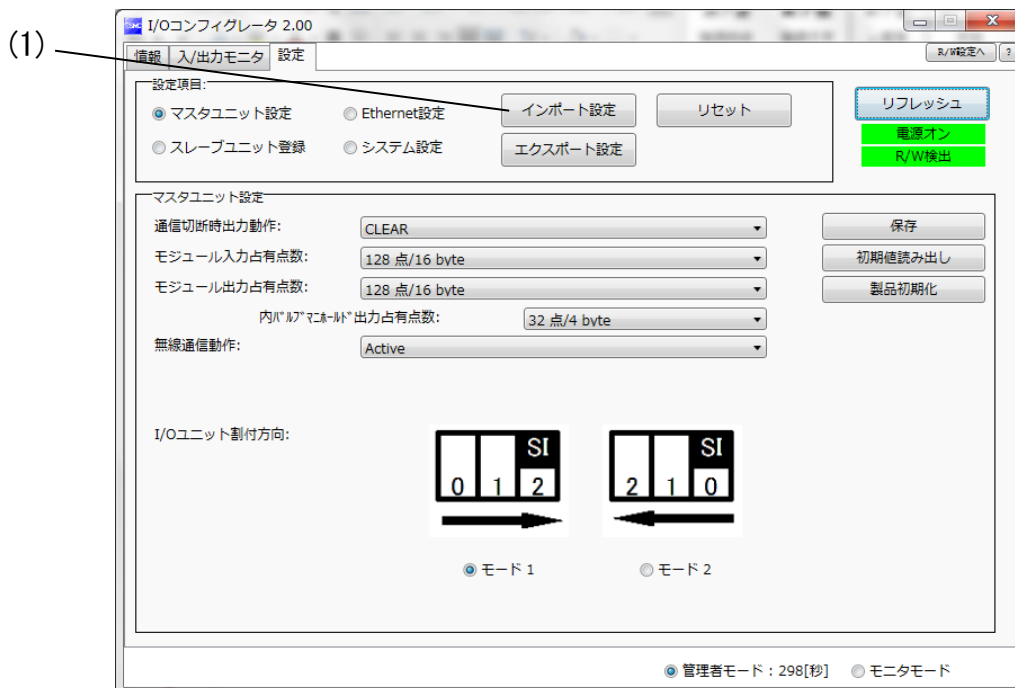 (1)
SMC I/Oコンフィグレータ 2.00
情報 入/出力モニタ 設定 R/W設定へ ?
設定項目:
マスタユニット設定 Ethernet設定 インポート設定 リセット リフレッシュ
電源オン
スレーブユニット登録 システム設定 エクスポート設定 R/W検出
マスタユニット設定
通信切断時出力動作: CLEAR 保存
モジュール入力占有点数: 128 点/16 byte 初期値読み出し
モジュール出力占有点数: 128 点/16 byte 製品初期化
内バルブマニホールド出力占有点数: 32 点/4 byte
無線通信動作: Active
I/Oユニット割付方向:
SI SI
0 1 2 2 1 0
モード 1 モード 2
管理者モード：298[秒] モニタモード